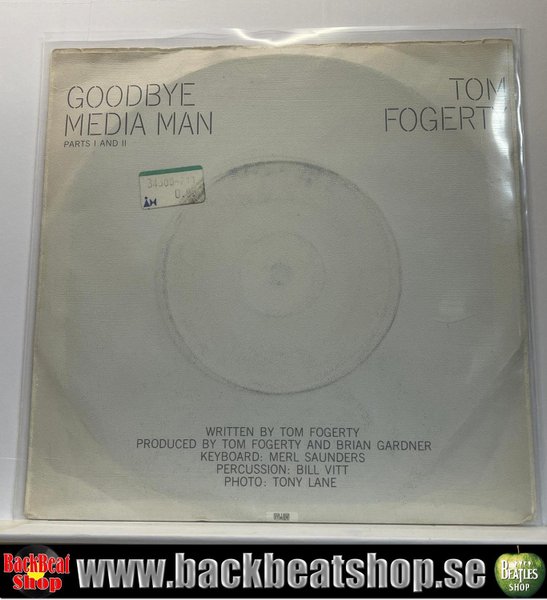 GOODBYE
MEDIA MAN
PARTS I AND II
TOM
FOGERTY
WRITTEN BY TOM FOGERTY
PRODUCED BY TOM FOGERTY AND BRIAN GARDNER
KEYBOARD: MERL SAUNDERS
PERCUSSION: BILL VITT
PHOTO: TONY LANE
BackBeat
Shop
www.backbeatshop.se
BEATLES
SHOP